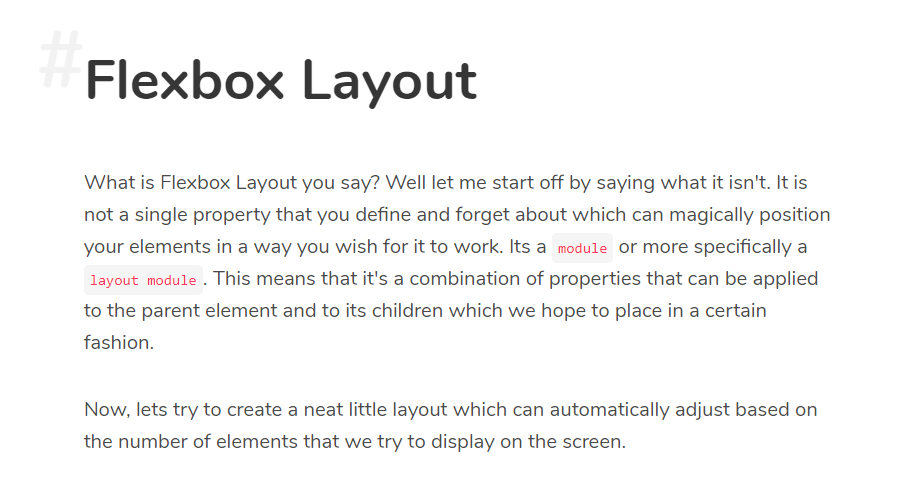 # Flexbox Layout
What is Flexbox Layout you say? Well let me start off by saying what it isn't. It is
not a single property that you define and forget about which can magically position
your elements in a way you wish for it to work. Its a module or more specifically a
layout module. This means that it's a combination of properties that can be applied
to the parent element and to its children which we hope to place in a certain
fashion.
Now, lets try to create a neat little layout which can automatically adjust based on
the number of elements that we try to display on the screen.